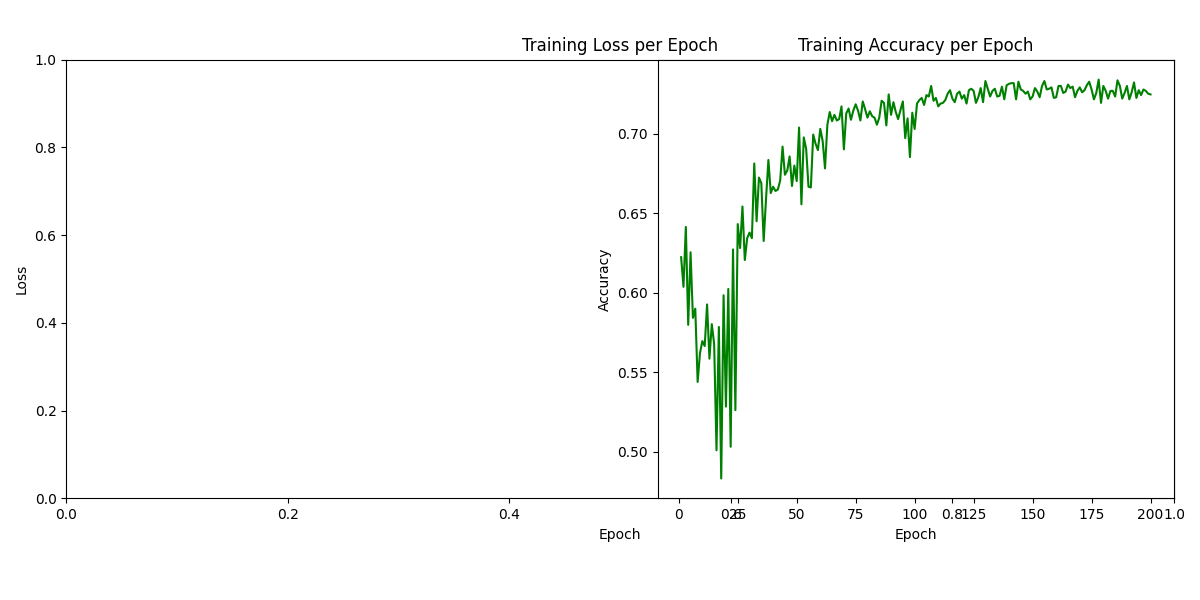 Training Loss per Epoch
Training Accuracy per Epoch
1.0
0.8
0.6
0.4
0.2
0.0
Loss
0.0 0.2 0.4 0.6 0.8 1.0
Epoch
0.70
0.65
0.60
0.55
0.50
Accuracy
0 25 50 75 100 125 150 175 200
Epoch